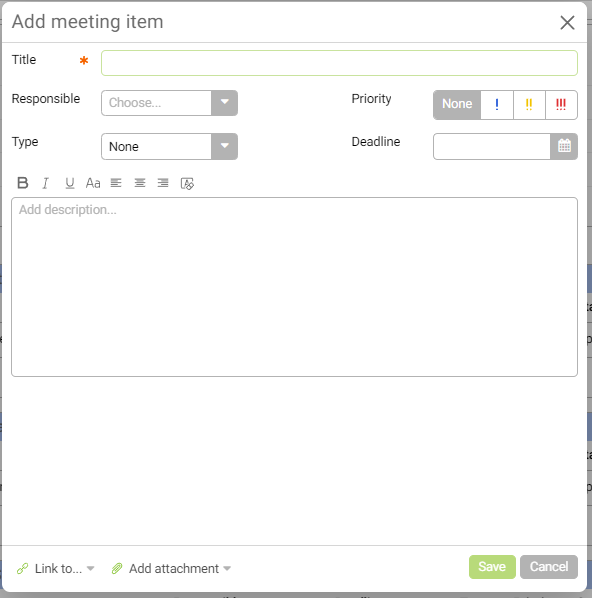 Add meeting item
Title *
Responsible Choose... Priority None ! !! !!!
Type None Deadline
B I U Aa
Add description...
Link to... Add attachment Save Cancel